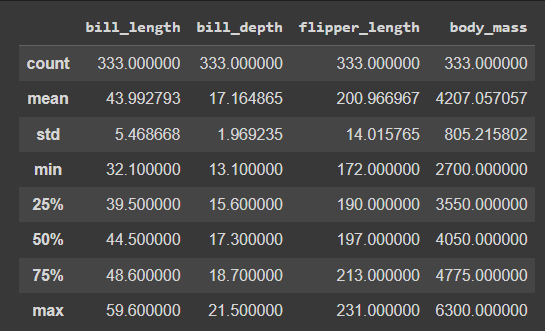 bill_length bill_depth flipper_length body_mass
count 333.000000 333.000000 333.000000 333.000000
mean 43.992793 17.164865 200.966967 4207.057057
std 5.468668 1.969235 14.015765 805.215802
min 32.100000 13.100000 172.000000 2700.000000
25% 39.500000 15.600000 190.000000 3550.000000
50% 44.500000 17.300000 197.000000 4050.000000
75% 48.600000 18.700000 213.000000 4775.000000
max 59.600000 21.500000 231.000000 6300.000000